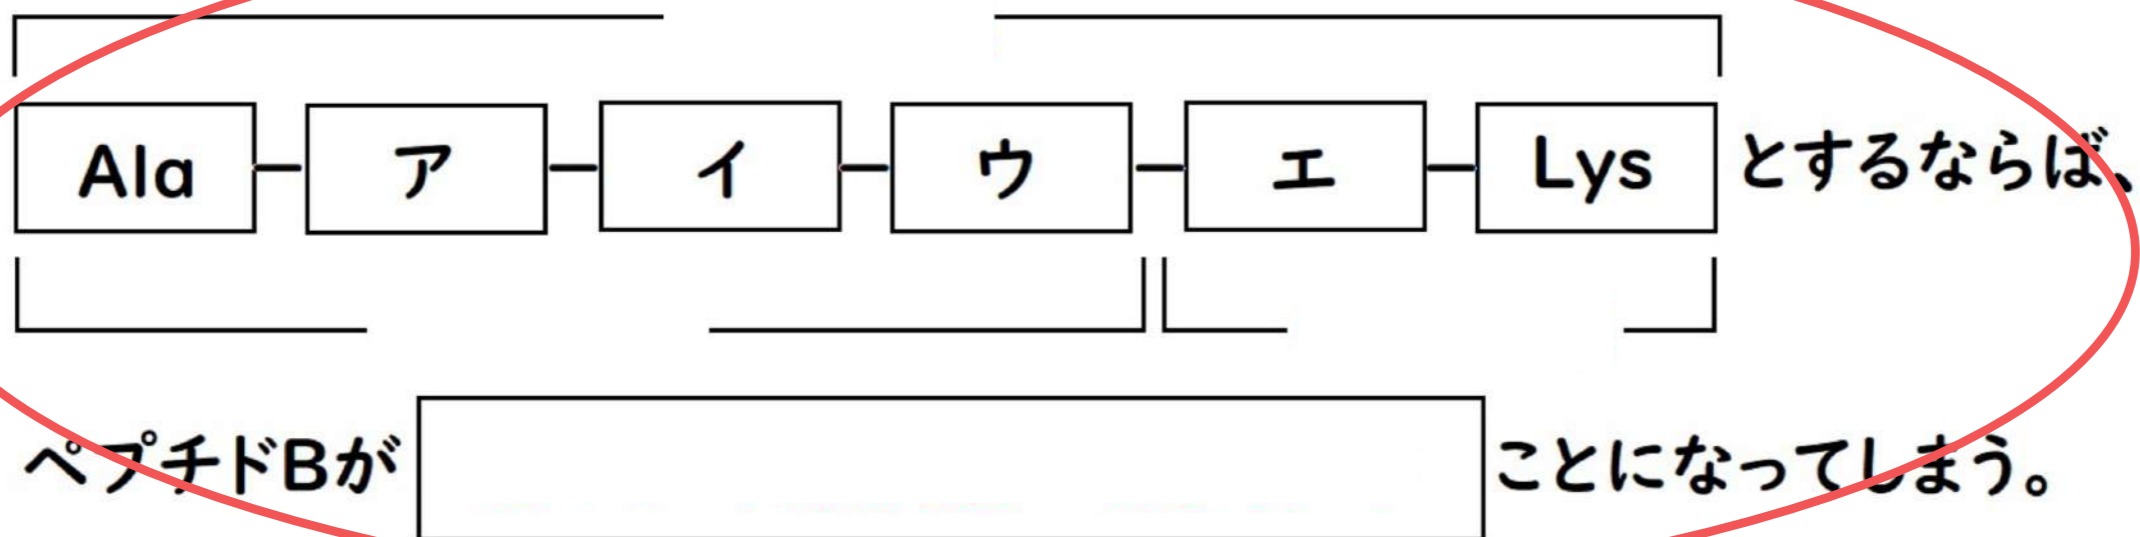 Ala ア イ ウ エ Lys とするならば、
ペプチドBが ことになってしまう。